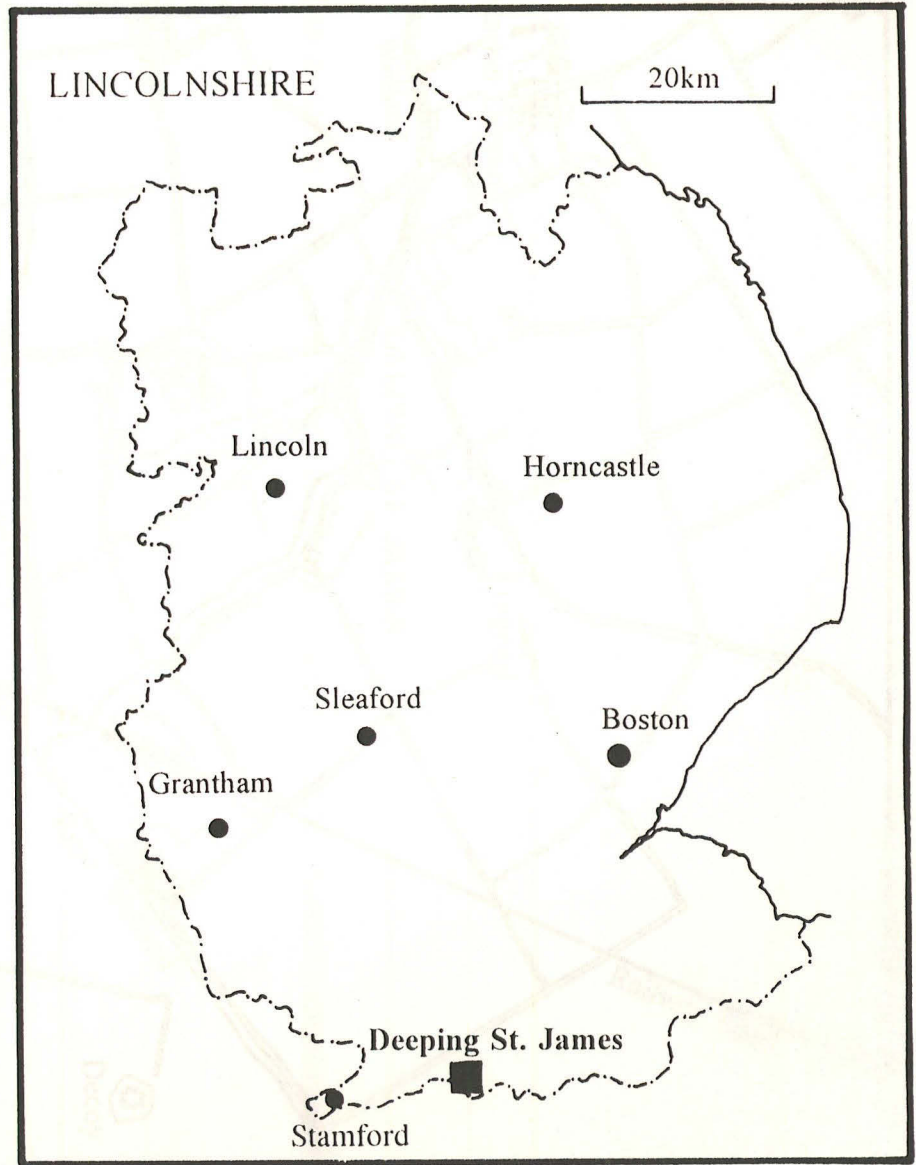 LINCOLNSHIRE
20km
Lincoln
Horncastle
Sleaford
Boston
Grantham
Deeping St. James
Stamford